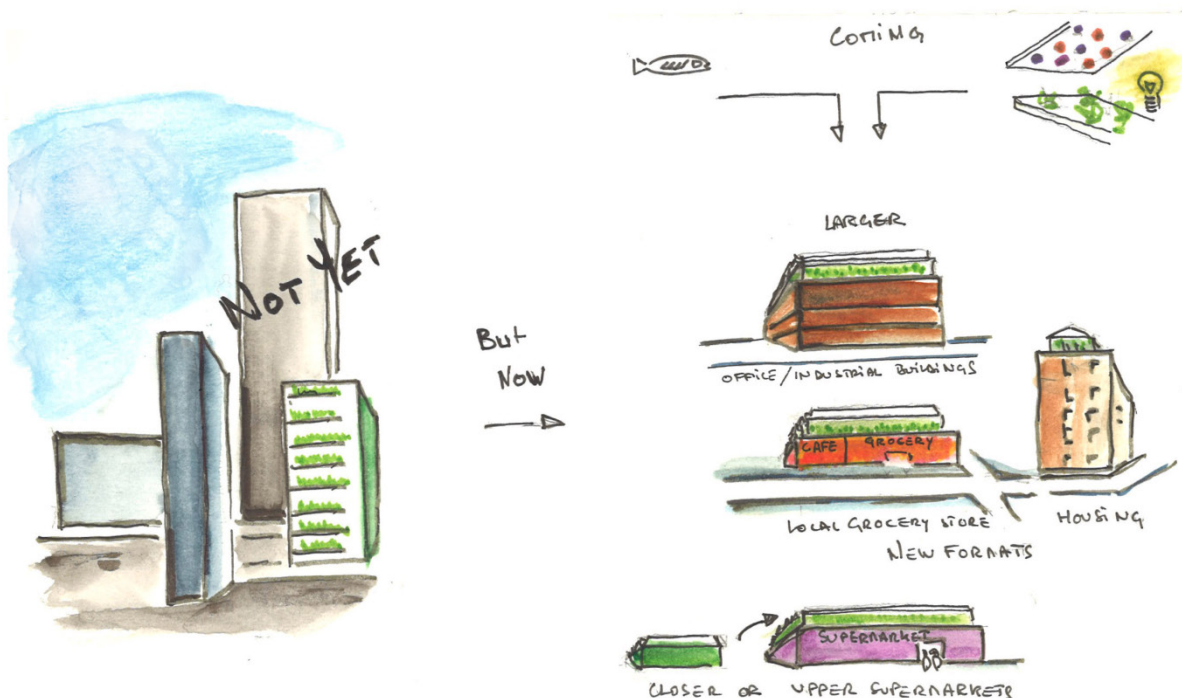 NOT YET
But
NOW
COMING
LARGER
OFFICE/INDUSTRIAL BUILDINGS
CAFE GROCERY
LOCAL GROCERY STORE
HOUSING
NEW FORMATS
SUPERMARKET
CLOSER OR UPPER SUPERMARKETS